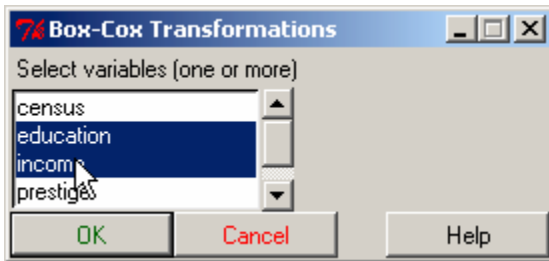 Box-Cox Transformations
Select variables (one or more)
census
education
income
prestige
OK Cancel Help